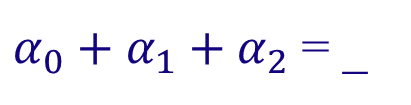 α₀ + α₁ + α₂ = _